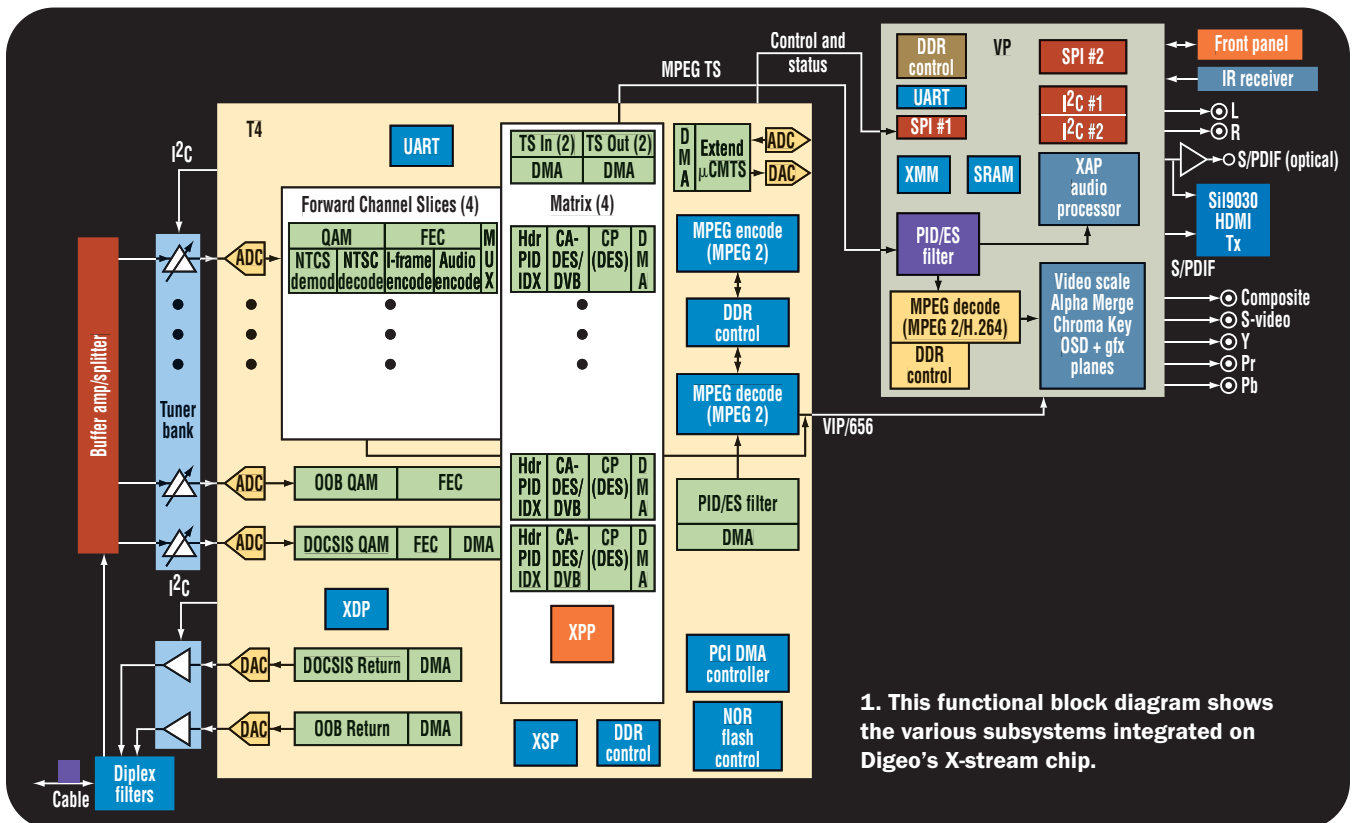 Control and
status
MPEG TS
T4
I²C
UART
TS In (2)
TS Out (2)
DMA
DMA
D
M
A
Extend
µCMTS
ADC
DAC
Forward Channel Slices (4)
QAM
FEC
M
U
X
NTCS
demod
NTSC
decode
I-frame
encode
Audio
encode
Matrix (4)
Hdr
PID
IDX
CA-
DES/
DVB
CP
(DES)
D
M
A
MPEG encode
(MPEG 2)
DDR
control
MPEG decode
(MPEG 2)
VIP/656
PID/ES filter
DMA
Buffer amp/splitter
Tuner
bank
ADC
ADC
OOB QAM
FEC
Hdr
PID
IDX
CA-
DES/
DVB
CP
(DES)
D
M
A
ADC
DOCSIS QAM
FEC
DMA
Hdr
PID
IDX
CA-
DES/
DVB
CP
(DES)
D
M
A
I²C
XDP
XPP
DAC
DOCSIS Return
DMA
DAC
OOB Return
DMA
XSP
DDR
control
PCI DMA
controller
NOR
flash
control
Cable
Diplex
filters
VP
DDR
control
UART
SPI #1
SPI #2
I²C #1
I²C #2
XMM
SRAM
XAP
audio
processor
PID/ES
filter
MPEG decode
(MPEG 2/H.264)
DDR
control
Video scale
Alpha Merge
Chroma Key
OSD + gfx
planes
Front panel
IR receiver
L
R
S/PDIF (optical)
SiI9030
HDMI
Tx
S/PDIF
Composite
S-video
Y
Pr
Pb
1. This functional block diagram shows
the various subsystems integrated on
Digeo's X-stream chip.